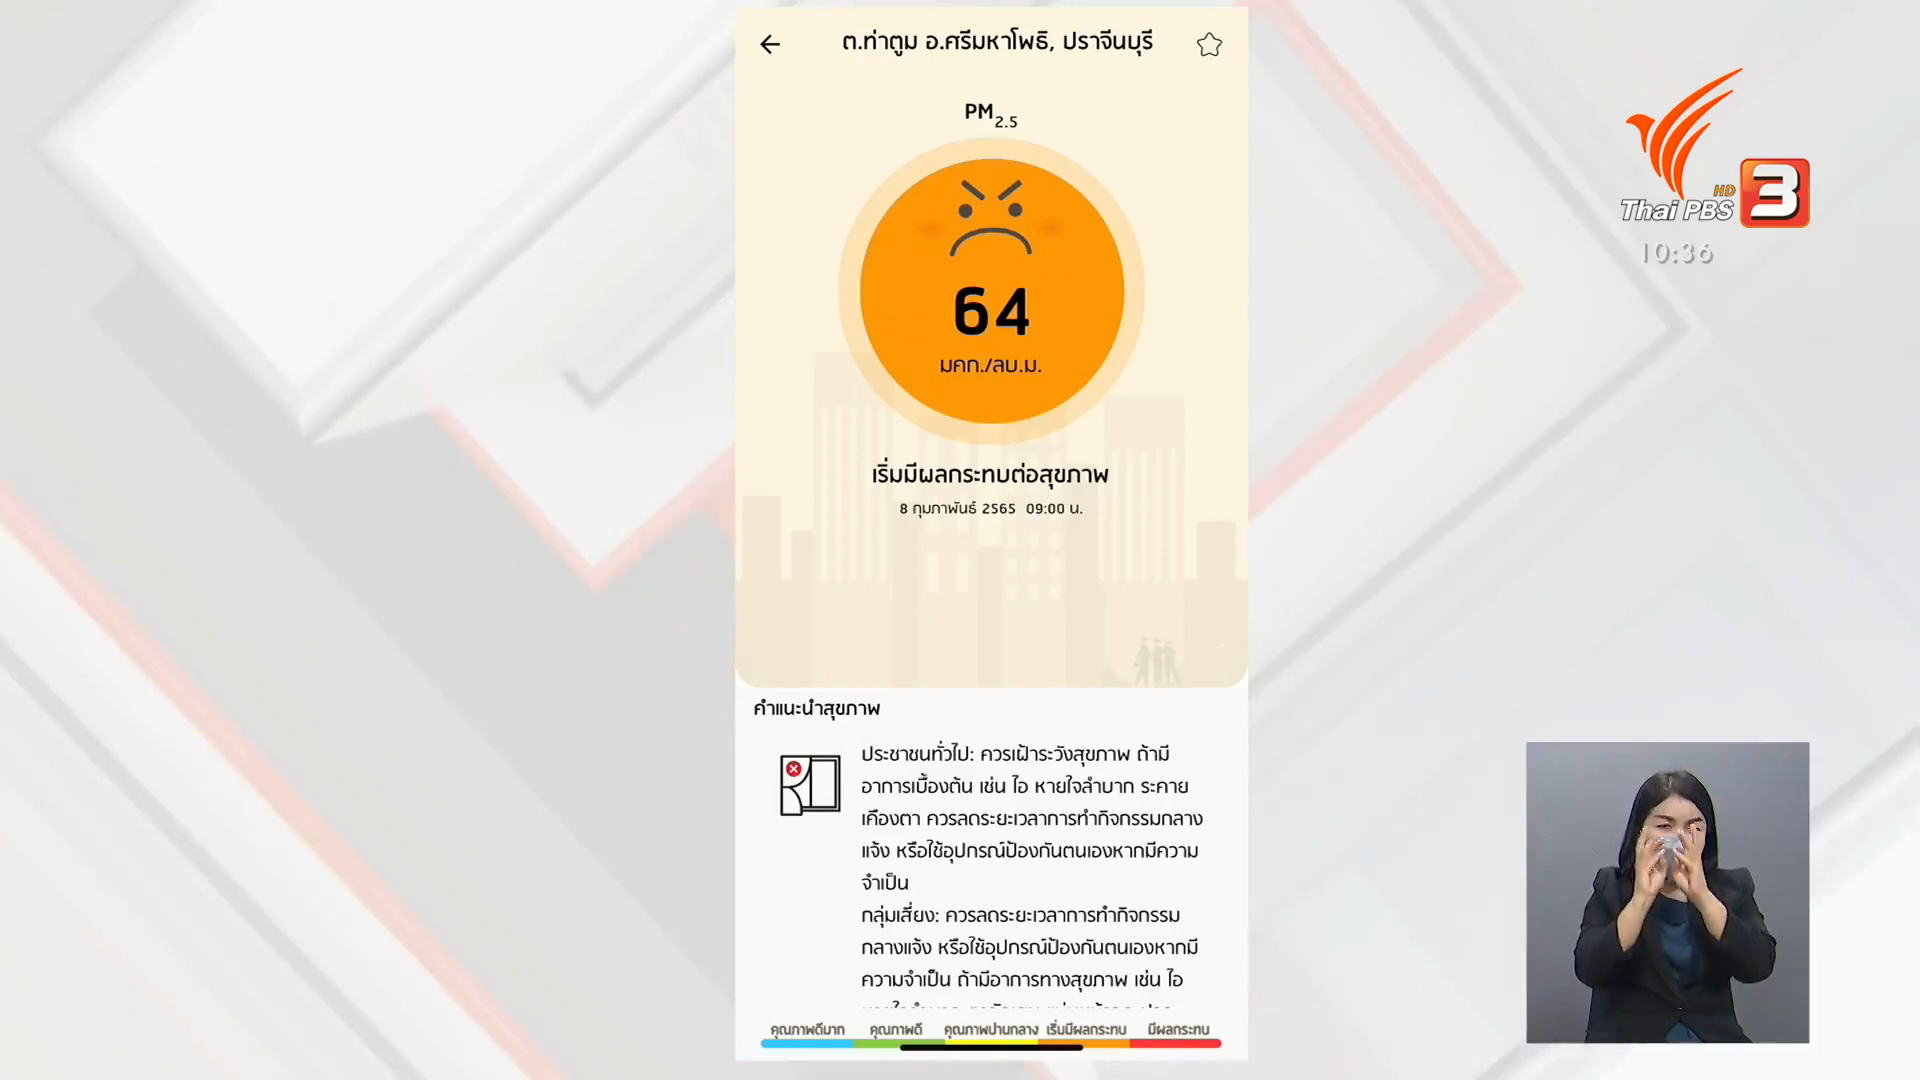 ต.ท่าตูม อ.ศรีมหาโพธิ, ปราจีนบุรี
PM2.5
64
มคก./ลบ.ม.
เริ่มมีผลกระทบต่อสุขภาพ
8 กุมภาพันธ์ 2565 09:00 น.
คำแนะนำสุขภาพ
ประชาชนทั่วไป: ควรเฝ้าระวังสุขภาพ ถ้ามี
อาการเบื้องต้น เช่น ไอ หายใจลำบาก ระคาย
เคืองตา ควรลดระยะเวลาการทำกิจกรรมกลาง
แจ้ง หรือใช้อุปกรณ์ป้องกันตนเองหากมีความ
จำเป็น
กลุ่มเสี่ยง: ควรลดระยะเวลาการทำกิจกรรม
กลางแจ้ง หรือใช้อุปกรณ์ป้องกันตนเองหากมี
ความจำเป็น ถ้ามีอาการทางสุขภาพ เช่น ไอ
คุณภาพดีมาก คุณภาพดี คุณภาพปานกลาง เริ่มมีผลกระทบ มีผลกระทบ
HD
Thai PBS 3
10:36